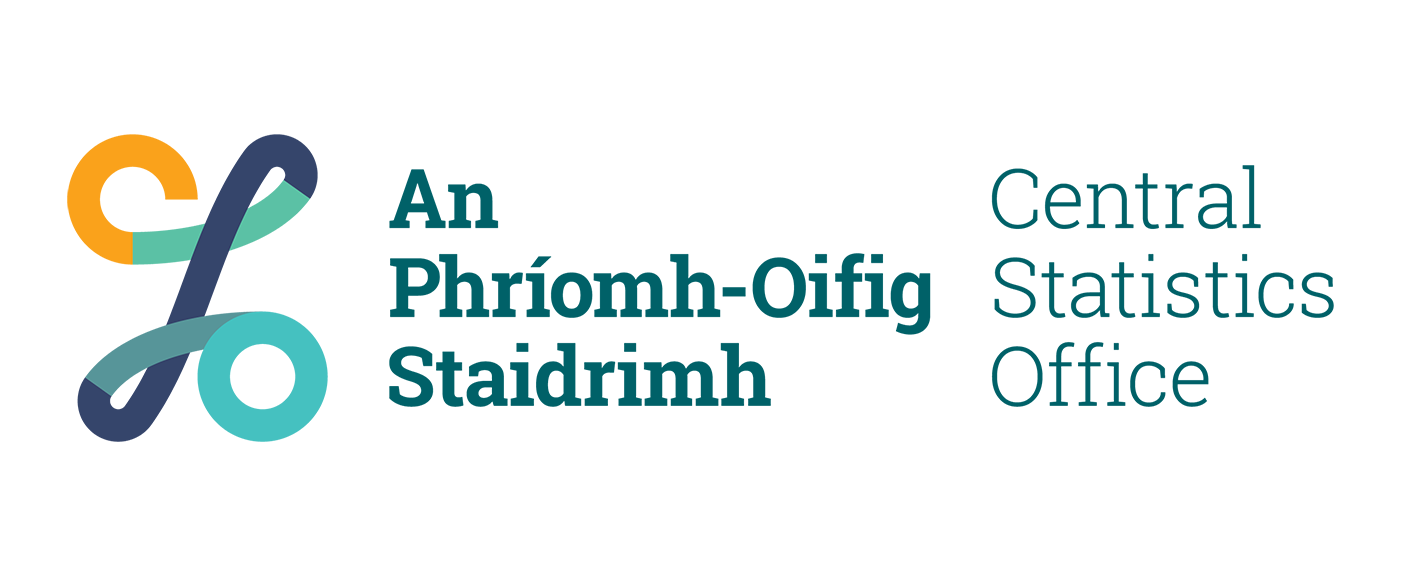 An
Phríomh-Oifig
Staidrimh
Central
Statistics
Office